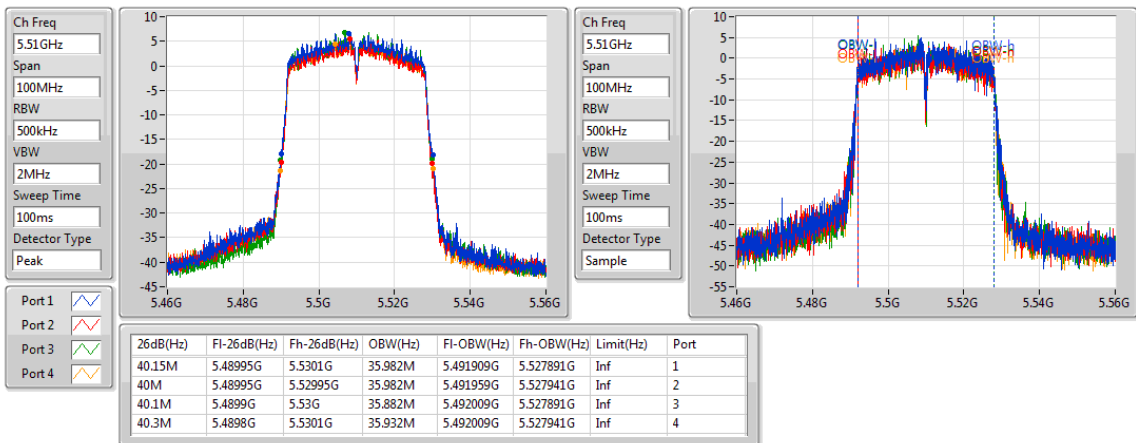 Ch Freq
5.51GHz
Span
100MHz
RBW
500kHz
VBW
2MHz
Sweep Time
100ms
Detector Type
Peak
10
5
0
-5
-10
-15
-20
-25
-30
-35
-40
-45
5.46G 5.48G 5.5G 5.52G 5.54G 5.56G
Ch Freq
5.51GHz
Span
100MHz
RBW
500kHz
VBW
2MHz
Sweep Time
100ms
Detector Type
Sample
10
5
0
-5
-10
-15
-20
-25
-30
-35
-40
-45
-50
-55
OBW-l OBW-h
5.46G 5.48G 5.5G 5.52G 5.54G 5.56G
Port 1
Port 2
Port 3
Port 4
26dB(Hz) Fl-26dB(Hz) Fh-26dB(Hz) OBW(Hz) Fl-OBW(Hz) Fh-OBW(Hz) Limit(Hz) Port
40.15M 5.48995G 5.5301G 35.982M 5.491909G 5.527891G Inf 1
40M 5.48995G 5.52995G 35.982M 5.491959G 5.527941G Inf 2
40.1M 5.4899G 5.53G 35.882M 5.492009G 5.527891G Inf 3
40.3M 5.4898G 5.5301G 35.932M 5.492009G 5.527941G Inf 4